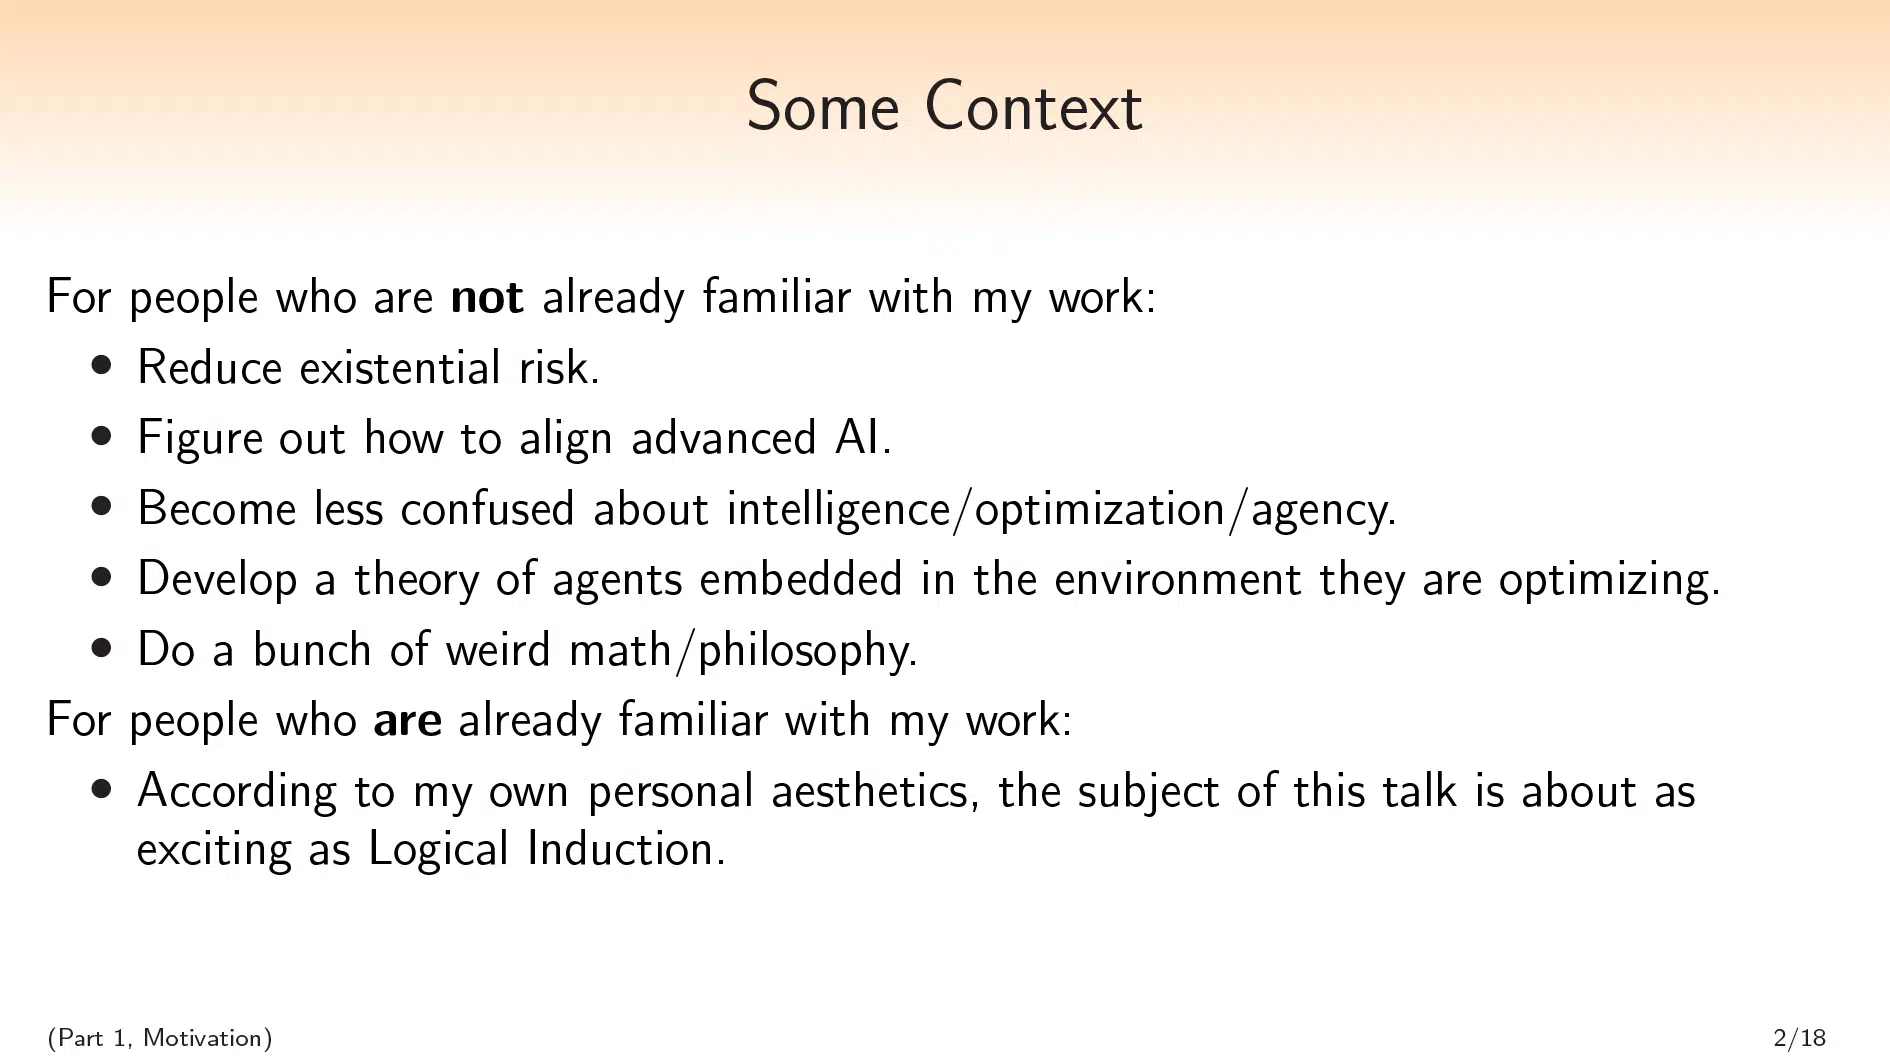 Some Context
For people who are not already familiar with my work:
• Reduce existential risk.
• Figure out how to align advanced AI.
• Become less confused about intelligence/optimization/agency.
• Develop a theory of agents embedded in the environment they are optimizing.
• Do a bunch of weird math/philosophy.
For people who are already familiar with my work:
• According to my own personal aesthetics, the subject of this talk is about as
exciting as Logical Induction.
(Part 1, Motivation)
2/18